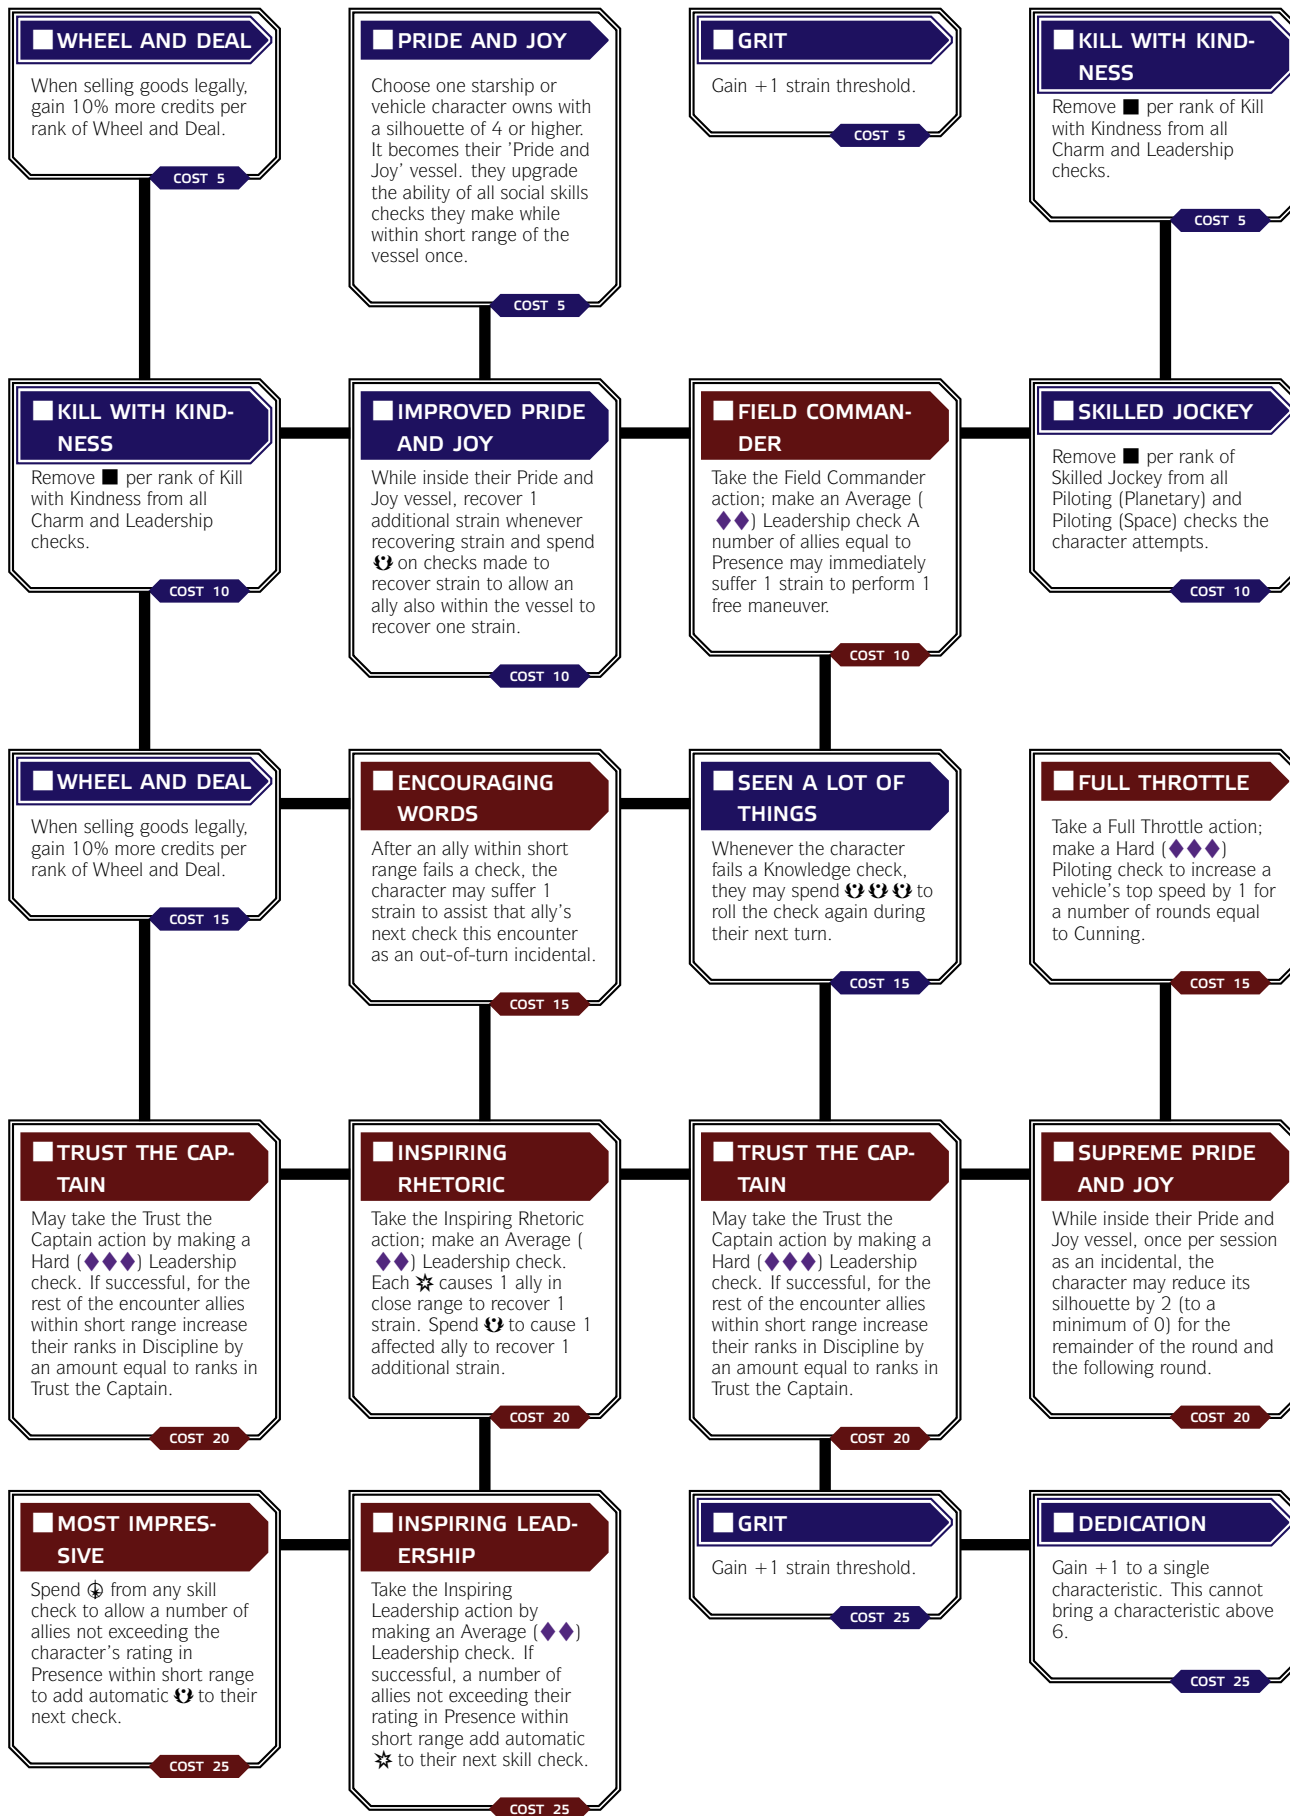 WHEEL AND DEAL
When selling goods legally,
gain 10% more credits per
rank of Wheel and Deal.
COST 5
PRIDE AND JOY
Choose one starship or
vehicle character owns with
a silhouette of 4 or higher.
It becomes their 'Pride and
Joy' vessel. they upgrade
the ability of all social skills
checks they make while
within short range of the
vessel once.
COST 5
GRIT
Gain +1 strain threshold.
COST 5
KILL WITH KIND-
NESS
Remove ■ per rank of Kill
with Kindness from all
Charm and Leadership
checks.
COST 5
KILL WITH KIND-
NESS
Remove ■ per rank of Kill
with Kindness from all
Charm and Leadership
checks.
COST 10
IMPROVED PRIDE
AND JOY
While inside their Pride and
Joy vessel, recover 1
additional strain whenever
recovering strain and spend
on checks made to
recover strain to allow an
ally also within the vessel to
recover one strain.
COST 10
FIELD COMMAN-
DER
Take the Field Commander
action; make an Average (
◆◆) Leadership check A
number of allies equal to
Presence may immediately
suffer 1 strain to perform 1
free maneuver.
COST 10
SKILLED JOCKEY
Remove ■ per rank of
Skilled Jockey from all
Piloting (Planetary) and
Piloting (Space) checks the
character attempts.
COST 10
WHEEL AND DEAL
When selling goods legally,
gain 10% more credits per
rank of Wheel and Deal.
COST 15
ENCOURAGING
WORDS
After an ally within short
range fails a check, the
character may suffer 1
strain to assist that ally's
next check this encounter
as an out-of-turn incidental.
COST 15
SEEN A LOT OF
THINGS
Whenever the character
fails a Knowledge check,
they may spend to
roll the check again during
their next turn.
COST 15
FULL THROTTLE
Take a Full Throttle action;
make a Hard (◆◆◆)
Piloting check to increase a
vehicle's top speed by 1 for
a number of rounds equal
to Cunning.
COST 15
TRUST THE CAP-
TAIN
May take the Trust the
Captain action by making a
Hard (◆◆◆) Leadership
check. If successful, for the
rest of the encounter allies
within short range increase
their ranks in Discipline by
an amount equal to ranks in
Trust the Captain.
COST 20
INSPIRING
RHETORIC
Take the Inspiring Rhetoric
action; make an Average (
◆◆) Leadership check.
Each causes 1 ally in
close range to recover 1
strain. Spend to cause 1
affected ally to recover 1
additional strain.
COST 20
TRUST THE CAP-
TAIN
May take the Trust the
Captain action by making a
Hard (◆◆◆) Leadership
check. If successful, for the
rest of the encounter allies
within short range increase
their ranks in Discipline by
an amount equal to ranks in
Trust the Captain.
COST 20
SUPREME PRIDE
AND JOY
While inside their Pride and
Joy vessel, once per session
as an incidental, the
character may reduce its
silhouette by 2 (to a
minimum of 0) for the
remainder of the round and
the following round.
COST 20
MOST IMPRES-
SIVE
Spend from any skill
check to allow a number of
allies not exceeding the
character's rating in
Presence within short range
to add automatic to their
next check.
COST 25
INSPIRING LEAD-
ERSHIP
Take the Inspiring
Leadership action by
making an Average (◆◆)
Leadership check. If
successful, a number of
allies not exceeding their
rating in Presence within
short range add automatic
to their next skill check.
COST 25
GRIT
Gain +1 strain threshold.
COST 25
DEDICATION
Gain +1 to a single
characteristic. This cannot
bring a characteristic above
6.
COST 25